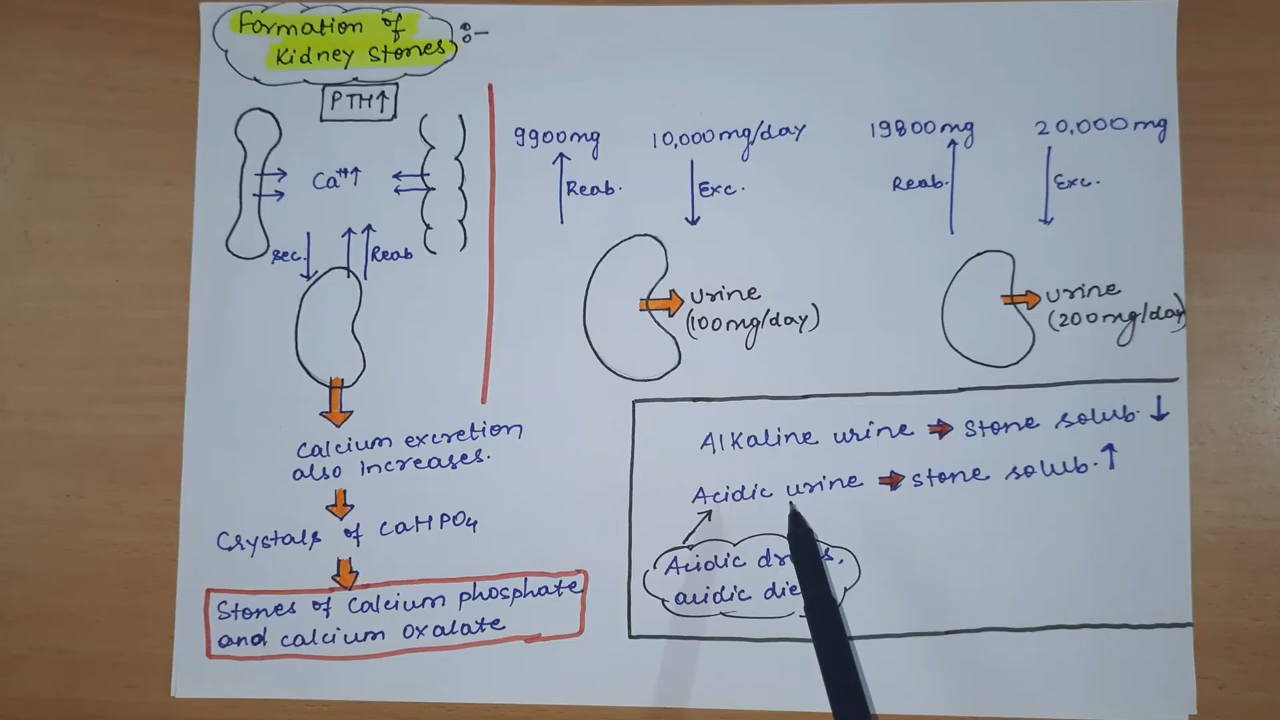 Formation of
Kidney Stones :-
PTH↑
Ca⁺⁺↑
Sec.
Reab
Calcium excretion
also increases.
Crystals of CaHPO₄
Stones of Calcium phosphate
and calcium oxalate
9900mg
10,000mg/day
Reab.
Exc.
Urine
(100mg/day)
19800mg
20,000mg
Reab.
Exc.
Urine
(200mg/day)
Alkaline urine → Stone solub. ↓
Acidic urine → stone solub. ↑
Acidic
acidic